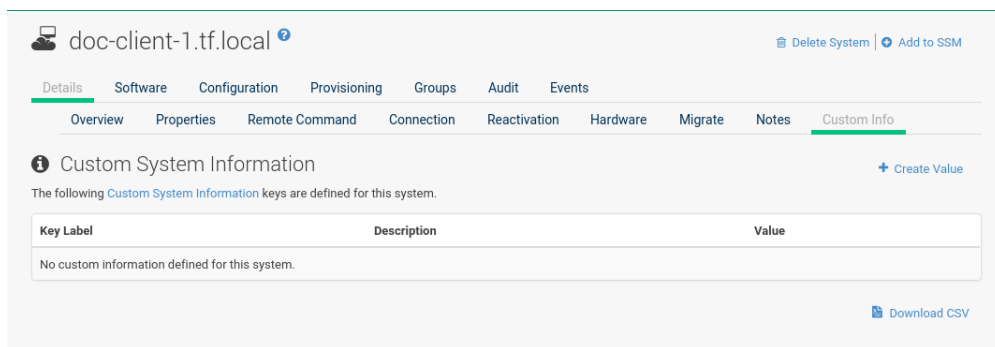 doc-client-1.tf.local ?
Delete System | Add to SSM
Details Software Configuration Provisioning Groups Audit Events
Overview Properties Remote Command Connection Reactivation Hardware Migrate Notes Custom Info
Custom System Information
+ Create Value
The following Custom System Information keys are defined for this system.
Key Label Description Value
No custom information defined for this system.
Download CSV